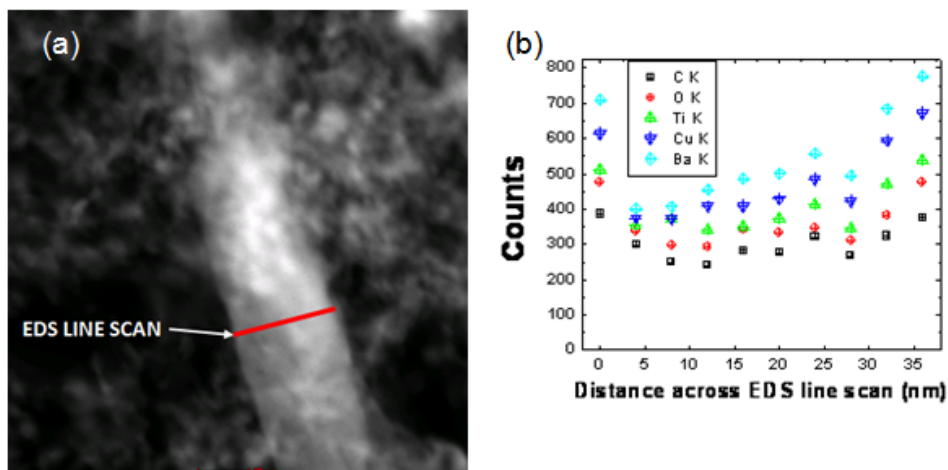 (a)
EDS LINE SCAN
(b)
800
700
600
500
400
300
200
100
0
Counts
C K
O K
Ti K
Cu K
Ba K
0 5 10 15 20 25 30 35
Distance across EDS line scan (nm)